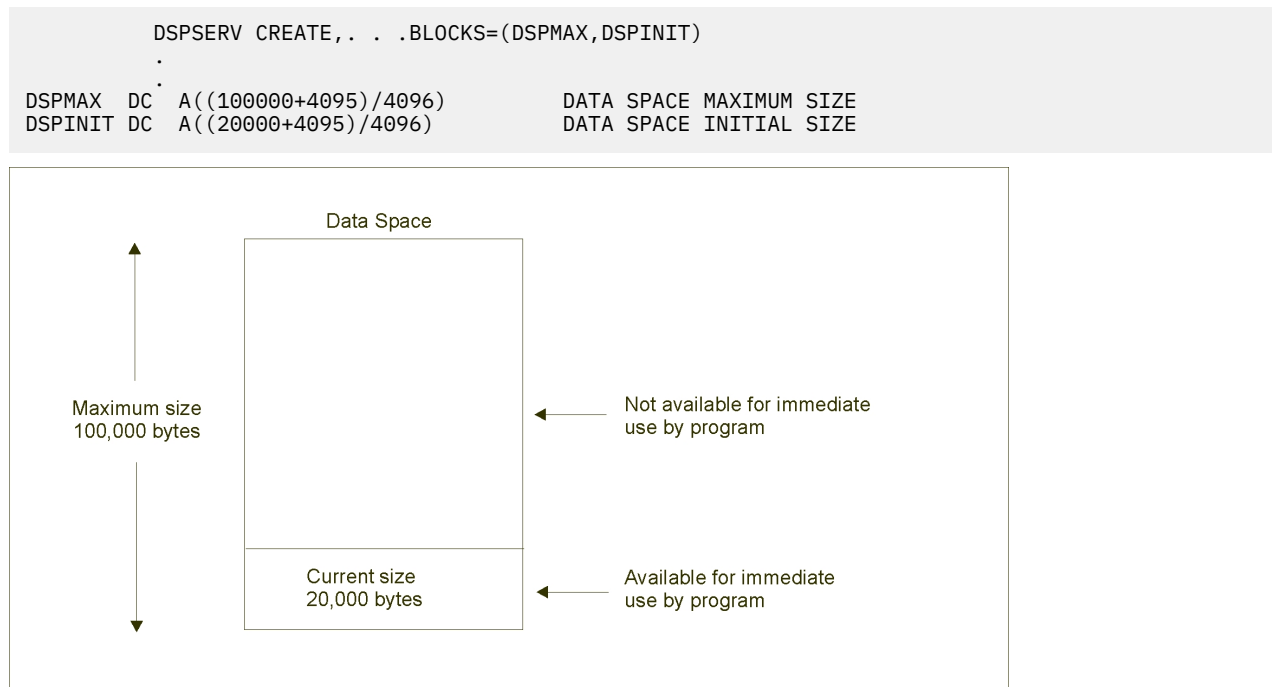 DSPSERV CREATE,. . .BLOCKS=(DSPMAX,DSPINIT)
.
.
DSPMAX  DC  A((100000+4095)/4096)          DATA SPACE MAXIMUM SIZE
DSPINIT DC  A((20000+4095)/4096)           DATA SPACE INITIAL SIZE
Data Space
Maximum size
100,000 bytes
Not available for immediate
use by program
Current size
20,000 bytes
Available for immediate
use by program